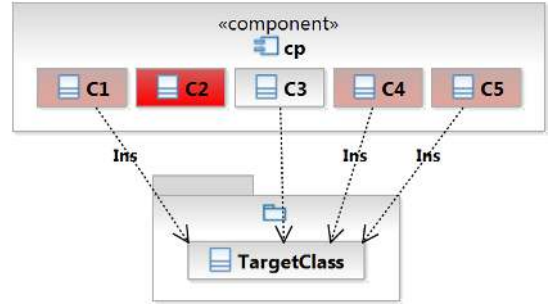 «component»
cp
C1 C2 C3 C4 C5
Ins Ins Ins
TargetClass